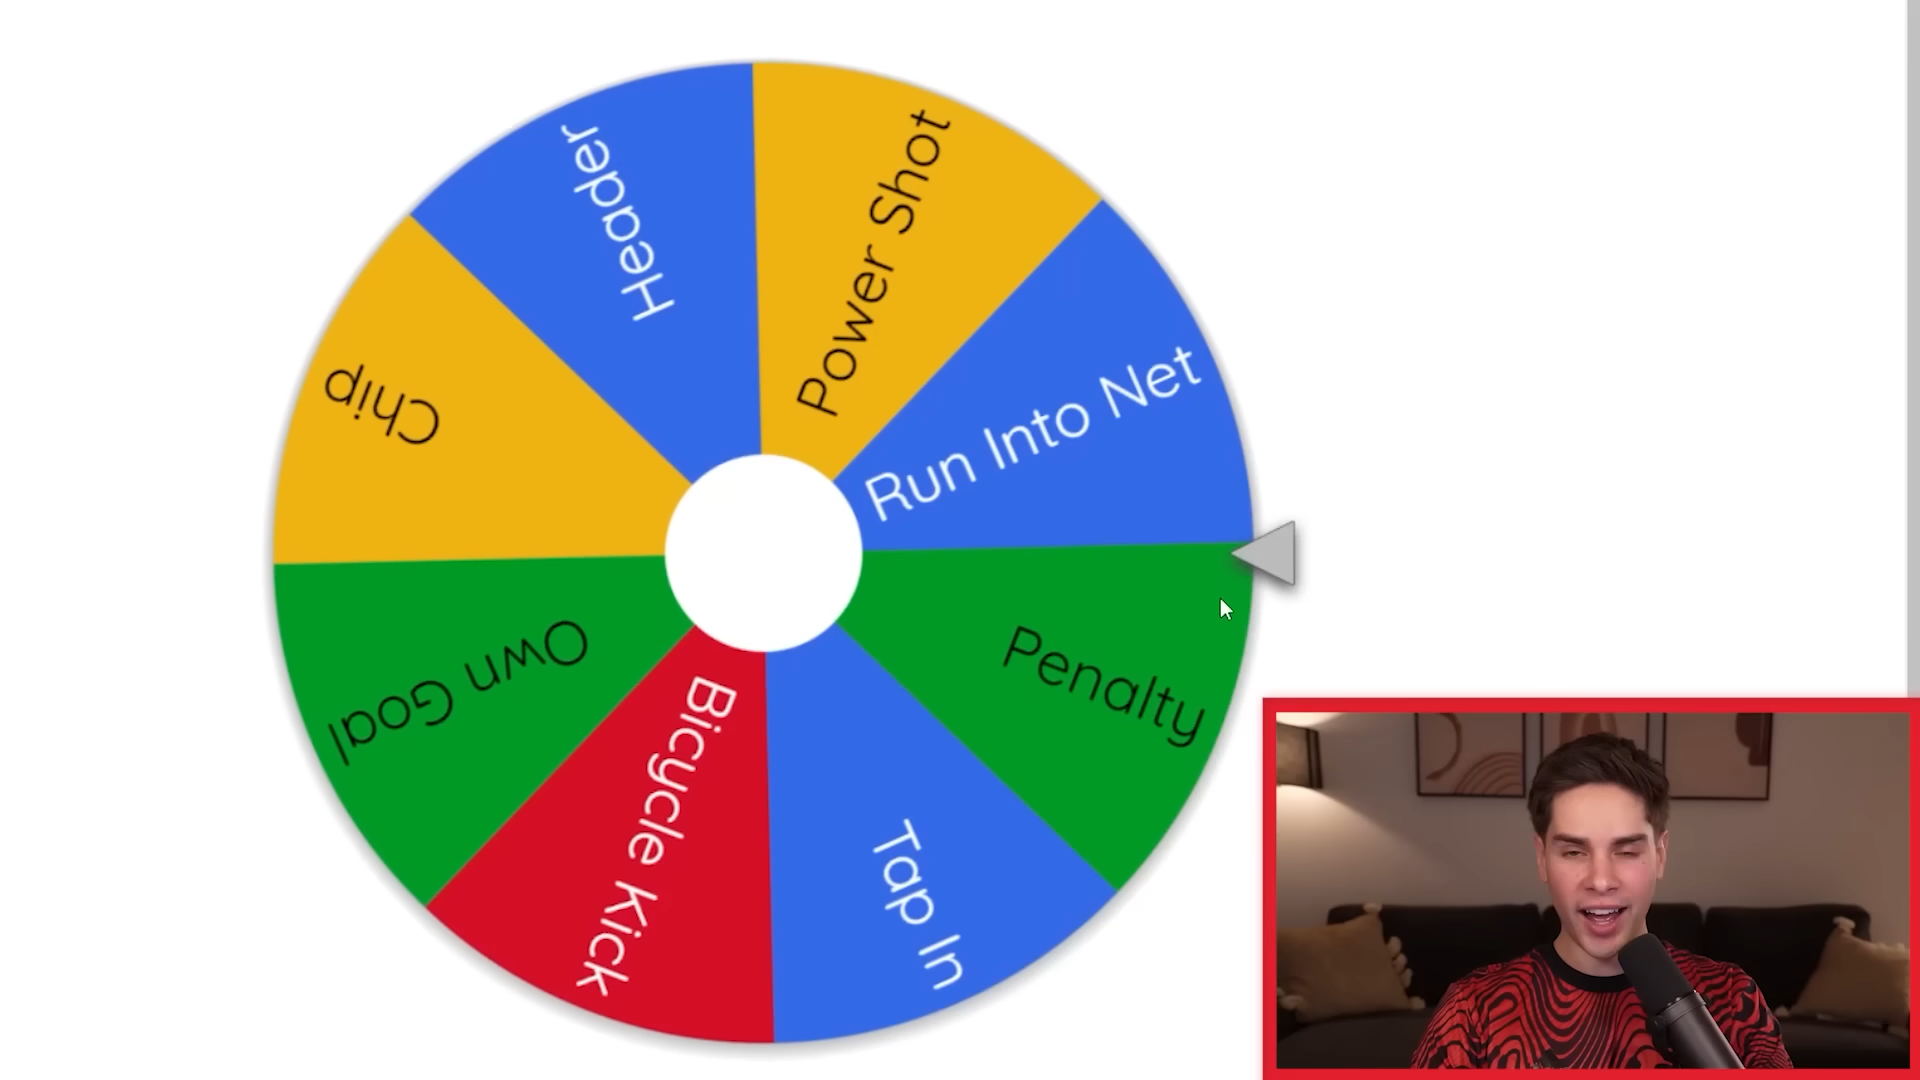 Power Shot
Run Into Net
Penalty
Tap In
Bicycle Kick
Own Goal
Chip
Header